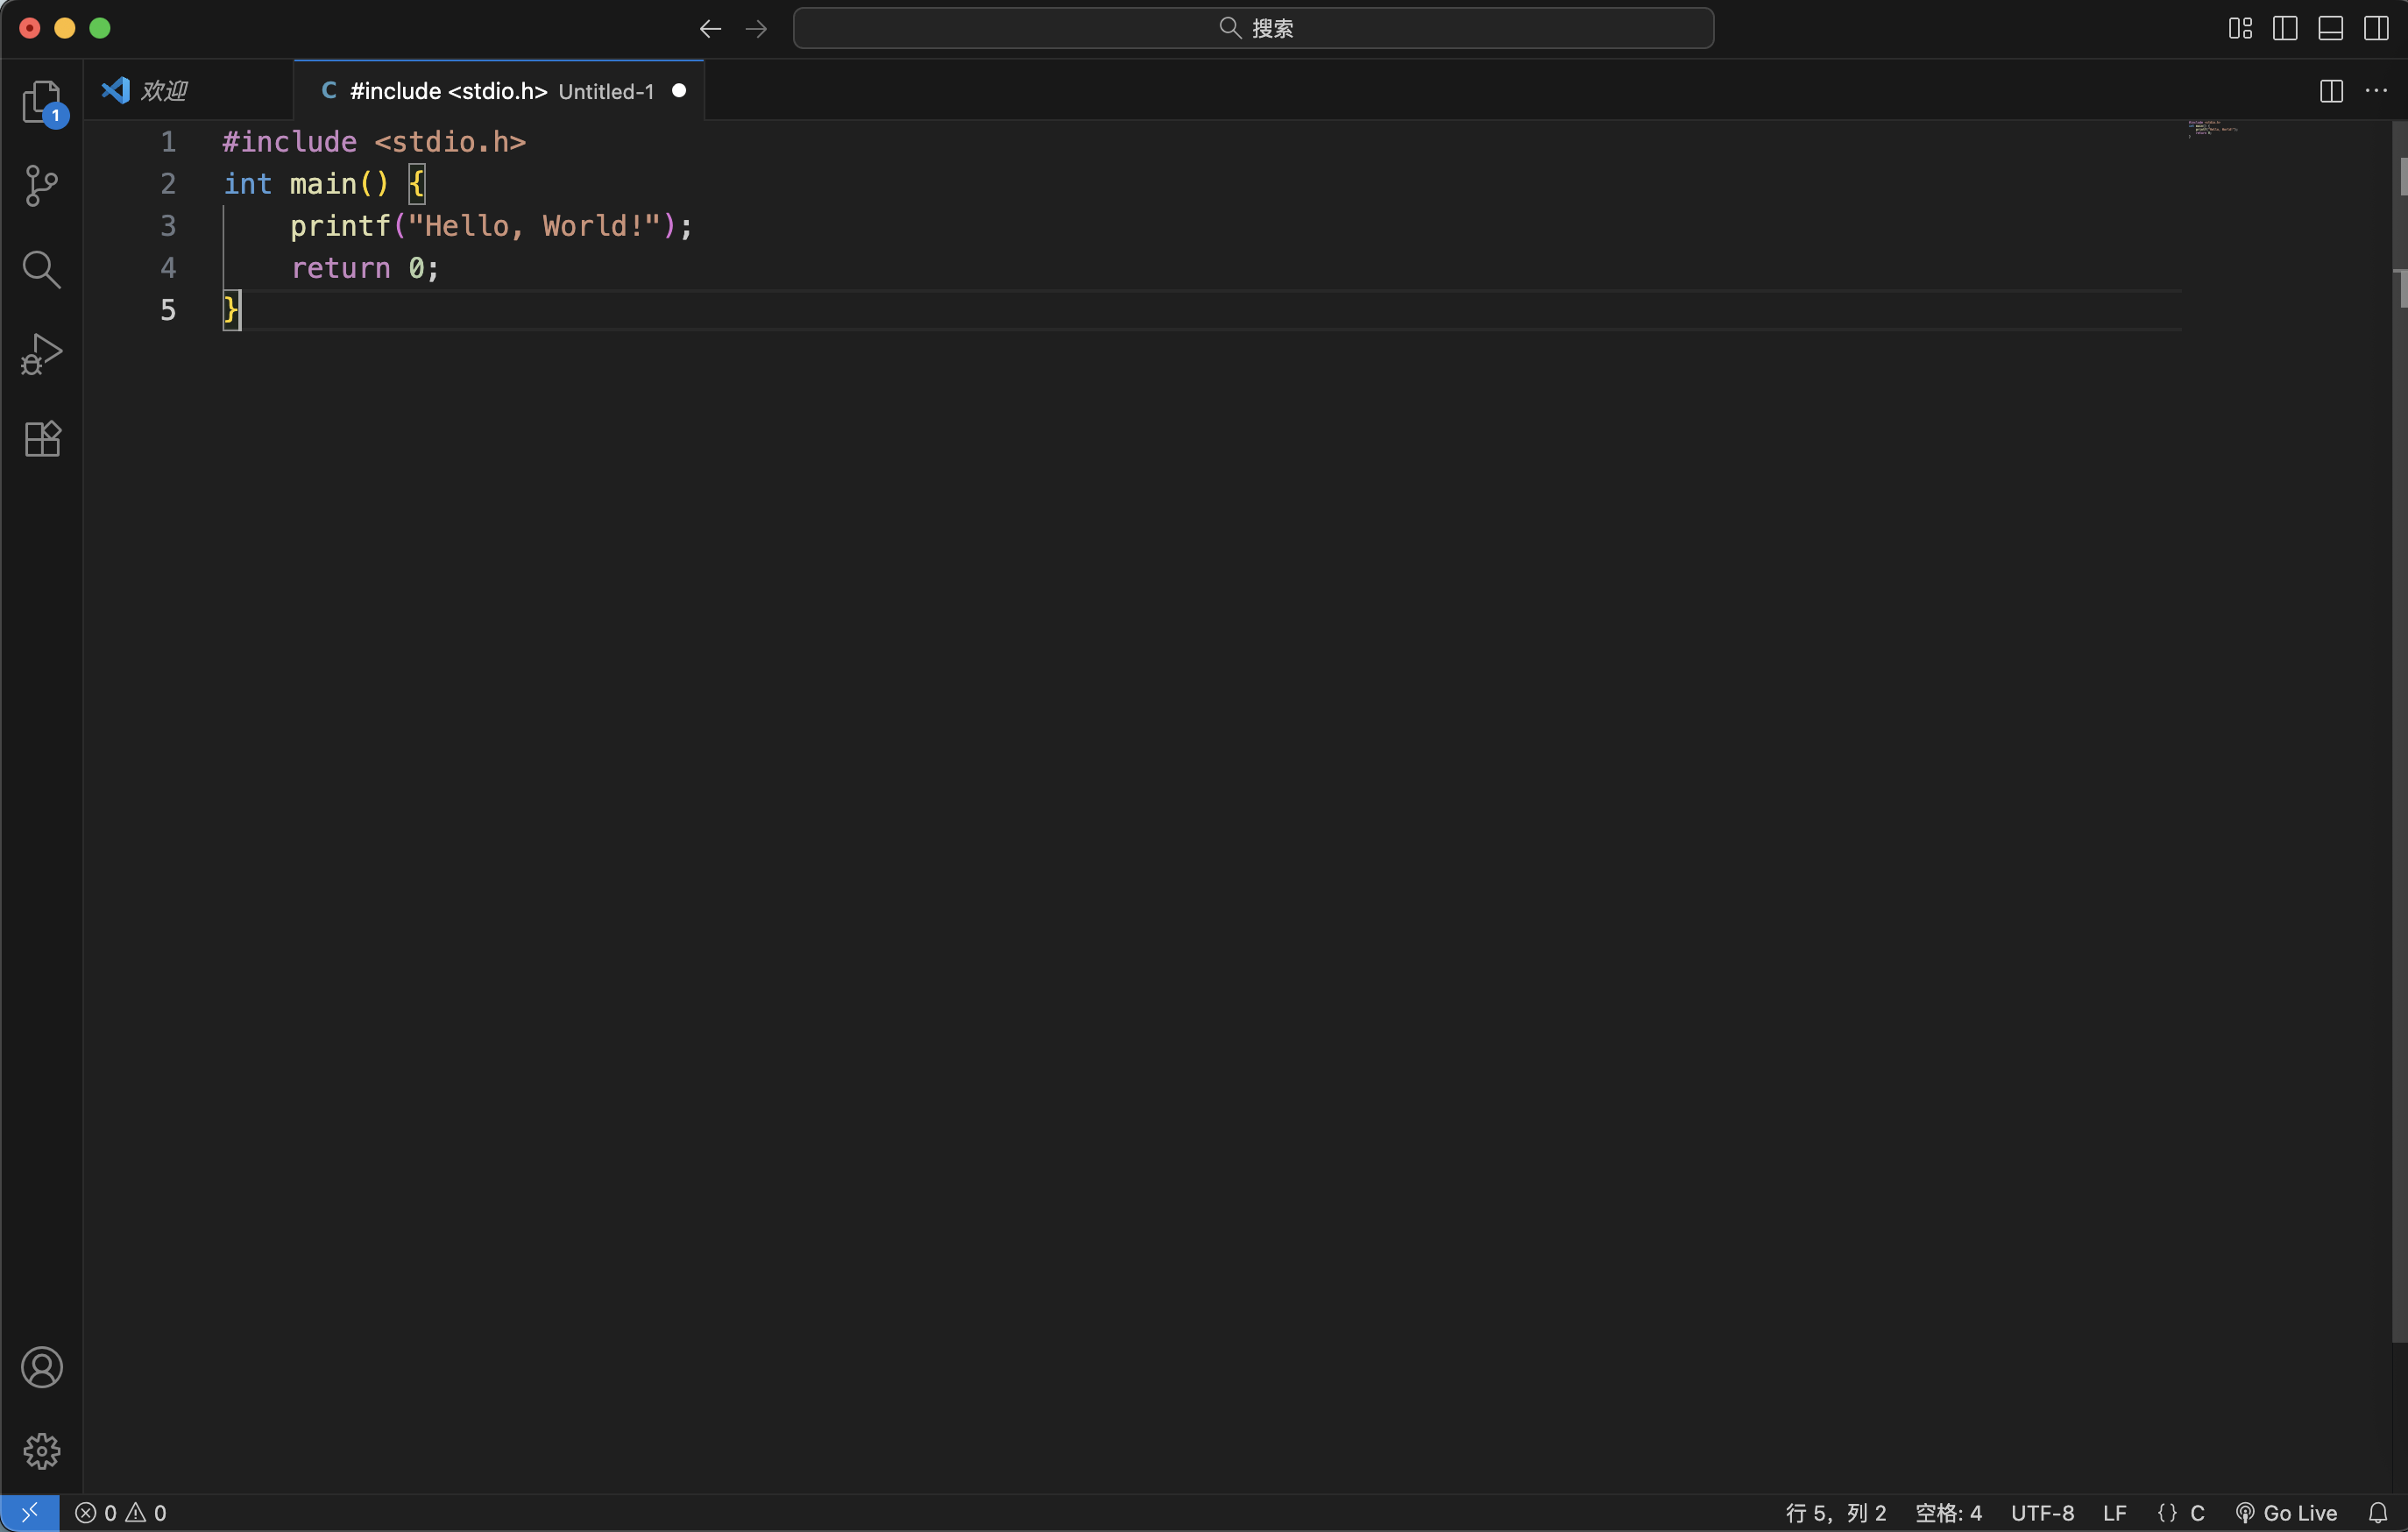 搜索
1
欢迎
C #include <stdio.h> Untitled-1
1 #include <stdio.h>
2 int main() {
3     printf("Hello, World!");
4     return 0;
5 }
0 0
行 5，列 2 空格: 4 UTF-8 LF {} C Go Live